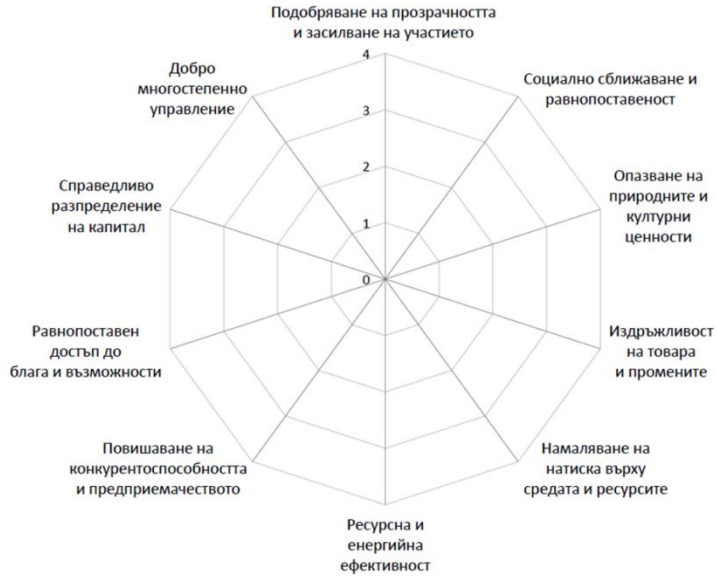 Подобряване на прозрачността
и засилване на участието
4
3
2
1
0
Социално сближаване и
равнопоставеност
Опазване на
природните и
културни
ценности
Издръжливост
на товара
и промените
Намаляване на
натиска върху
средата и ресурсите
Ресурсна и
енергийна
ефективност
Повишаване на
конкурентоспособността
и предприемачеството
Равнопоставен
достъп до
блага и възможности
Справедливо
разпределение
на капитал
Добро
многостепенно
управление